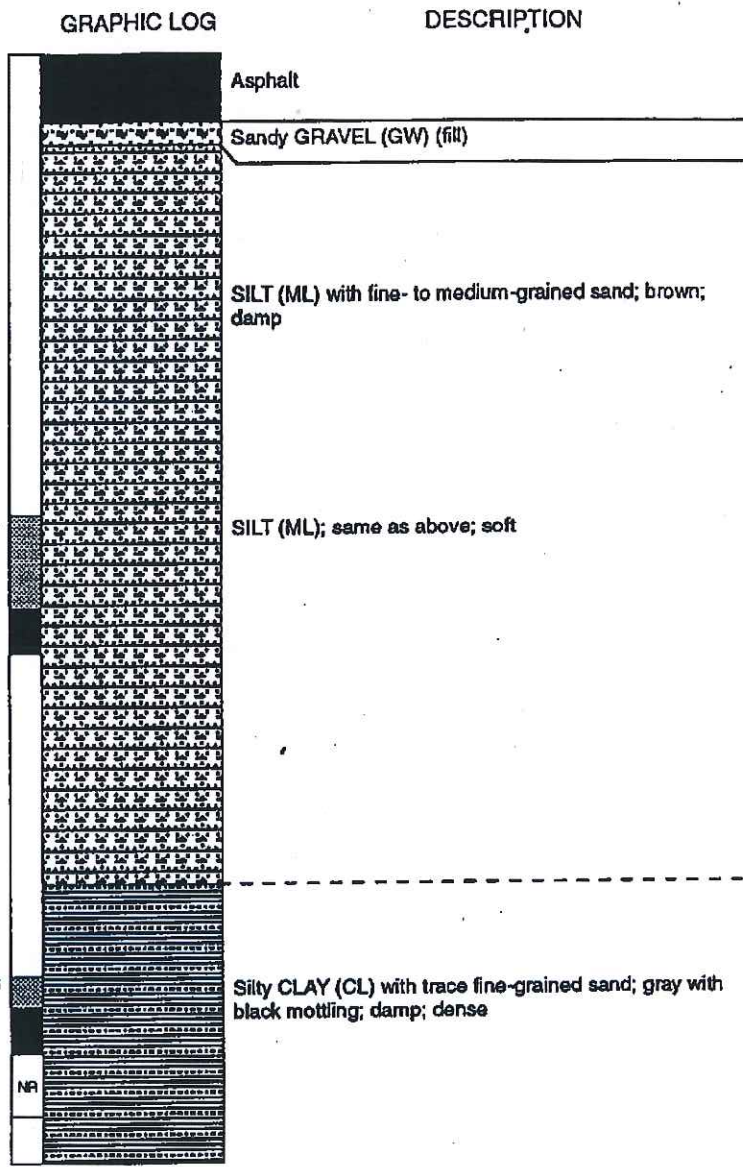 GRAPHIC LOG
DESCRIPTION
Asphalt
Sandy GRAVEL (GW) (fill)
SILT (ML) with fine- to medium-grained sand; brown;
damp
SILT (ML); same as above; soft
Silty CLAY (CL) with trace fine-grained sand; gray with
black mottling; damp; dense
NR